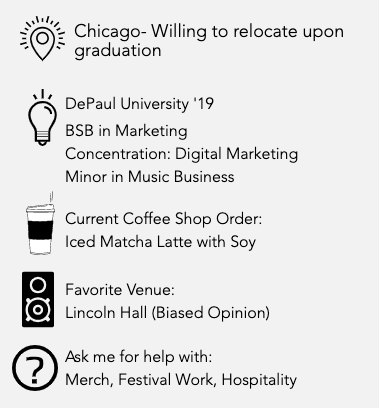 Chicago- Willing to relocate upon
graduation
DePaul University '19
BSB in Marketing
Concentration: Digital Marketing
Minor in Music Business
Current Coffee Shop Order:
Iced Matcha Latte with Soy
Favorite Venue:
Lincoln Hall (Biased Opinion)
Ask me for help with:
Merch, Festival Work, Hospitality